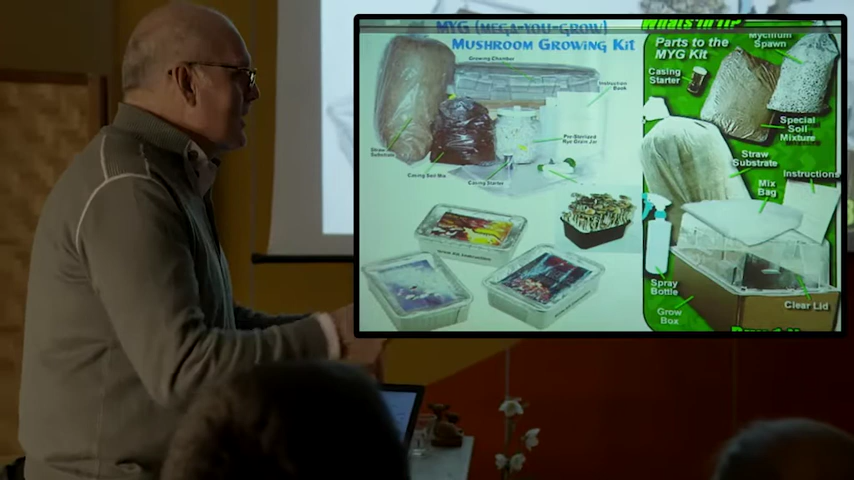 MYG (MEGA-YOU-GROW)
MUSHROOM GROWING KIT
Growing Chamber
Instruction
Book
Pre-Sterilized
Rye Grain Jar
Straw
Substrate
Casing Soil Mix
Casing Starter
What's in it?
Parts to the
MYG Kit
Mycelium
Spawn
Casing
Starter
Special
Soil
Mixture
Straw
Substrate
Mix
Bag
Instructions
Spray
Bottle
Grow
Box
Clear Lid